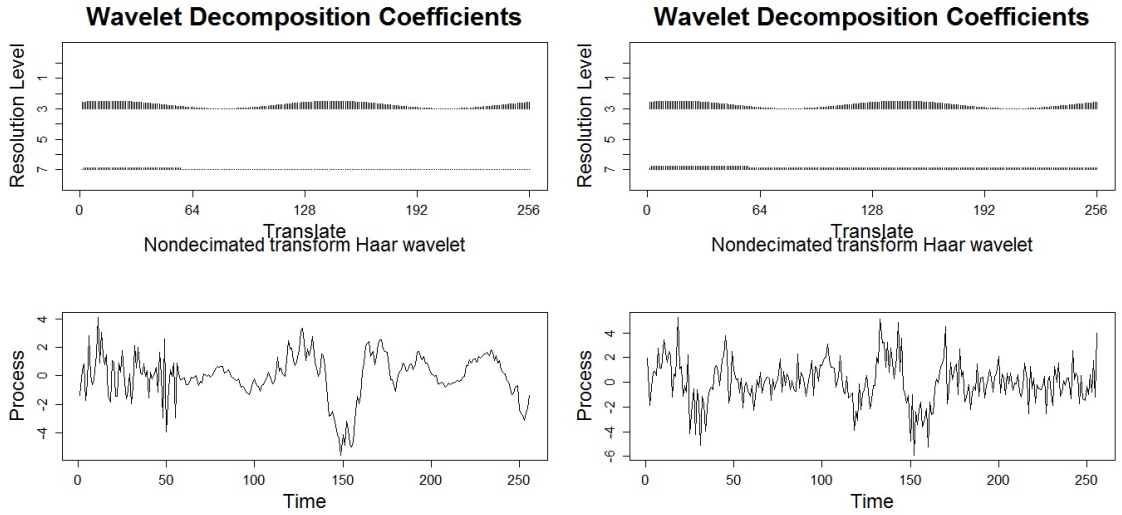 Wavelet Decomposition Coefficients
Resolution Level
1
3
5
7
0 64 128 192 256
Translate
Nondecimated transform Haar wavelet
Process
4
2
0
-2
-4
0 50 100 150 200 250
Time
Wavelet Decomposition Coefficients
Resolution Level
1
3
5
7
0 64 128 192 256
Translate
Nondecimated transform Haar wavelet
Process
4
2
0
-2
-4
-6
0 50 100 150 200 250
Time